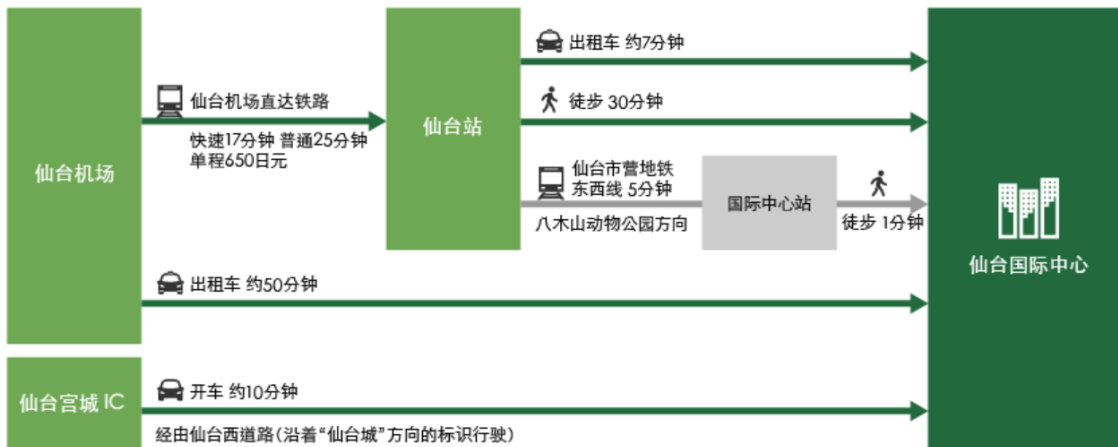 仙台机场
仙台机场直达铁路
快速17分钟 普通25分钟
单程650日元
仙台站
出租车 约7分钟
徒步 30分钟
仙台市营地铁
东西线 5分钟
八木山动物公园方向
国际中心站
徒步 1分钟
出租车 约50分钟
仙台宫城 IC
开车 约10分钟
经由仙台西道路(沿着“仙台城”方向的标识行驶)
仙台国际中心